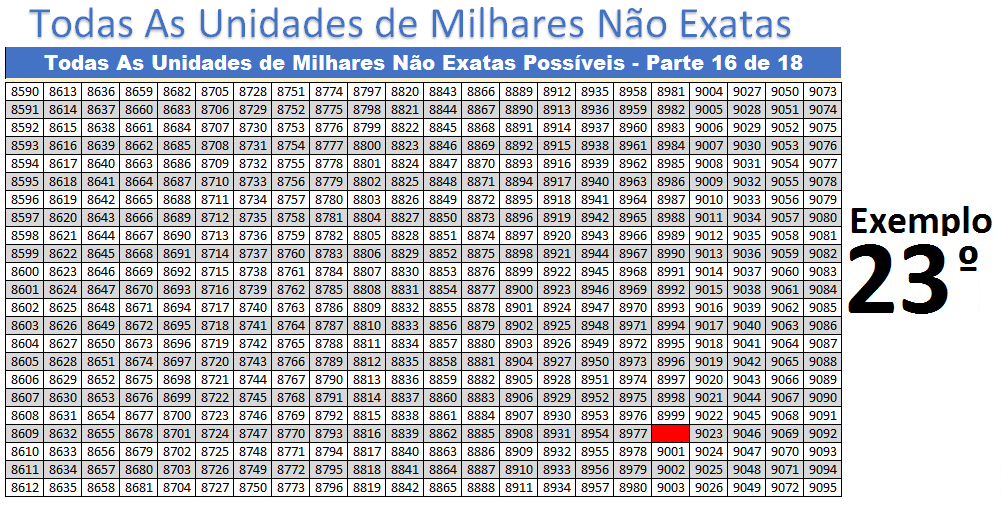 Todas As Unidades de Milhares Não Exatas
Todas As Unidades de Milhares Não Exatas Possíveis - Parte 16 de 18
8590 8613 8636 8659 8682 8705 8728 8751 8774 8797 8820 8843 8866 8889 8912 8935 8958 8981 9004 9027 9050 9073
8591 8614 8637 8660 8683 8706 8729 8752 8775 8798 8821 8844 8867 8890 8913 8936 8959 8982 9005 9028 9051 9074
8592 8615 8638 8661 8684 8707 8730 8753 8776 8799 8822 8845 8868 8891 8914 8937 8960 8983 9006 9029 9052 9075
8593 8616 8639 8662 8685 8708 8731 8754 8777 8800 8823 8846 8869 8892 8915 8938 8961 8984 9007 9030 9053 9076
8594 8617 8640 8663 8686 8709 8732 8755 8778 8801 8824 8847 8870 8893 8916 8939 8962 8985 9008 9031 9054 9077
8595 8618 8641 8664 8687 8710 8733 8756 8779 8802 8825 8848 8871 8894 8917 8940 8963 8986 9009 9032 9055 9078
8596 8619 8642 8665 8688 8711 8734 8757 8780 8803 8826 8849 8872 8895 8918 8941 8964 8987 9010 9033 9056 9079
8597 8620 8643 8666 8689 8712 8735 8758 8781 8804 8827 8850 8873 8896 8919 8942 8965 8988 9011 9034 9057 9080
8598 8621 8644 8667 8690 8713 8736 8759 8782 8805 8828 8851 8874 8897 8920 8943 8966 8989 9012 9035 9058 9081
8599 8622 8645 8668 8691 8714 8737 8760 8783 8806 8829 8852 8875 8898 8921 8944 8967 8990 9013 9036 9059 9082
8600 8623 8646 8669 8692 8715 8738 8761 8784 8807 8830 8853 8876 8899 8922 8945 8968 8991 9014 9037 9060 9083
8601 8624 8647 8670 8693 8716 8739 8762 8785 8808 8831 8854 8877 8900 8923 8946 8969 8992 9015 9038 9061 9084
8602 8625 8648 8671 8694 8717 8740 8763 8786 8809 8832 8855 8878 8901 8924 8947 8970 8993 9016 9039 9062 9085
8603 8626 8649 8672 8695 8718 8741 8764 8787 8810 8833 8856 8879 8902 8925 8948 8971 8994 9017 9040 9063 9086
8604 8627 8650 8673 8696 8719 8742 8765 8788 8811 8834 8857 8880 8903 8926 8949 8972 8995 9018 9041 9064 9087
8605 8628 8651 8674 8697 8720 8743 8766 8789 8812 8835 8858 8881 8904 8927 8950 8973 8996 9019 9042 9065 9088
8606 8629 8652 8675 8698 8721 8744 8767 8790 8813 8836 8859 8882 8905 8928 8951 8974 8997 9020 9043 9066 9089
8607 8630 8653 8676 8699 8722 8745 8768 8791 8814 8837 8860 8883 8906 8929 8952 8975 8998 9021 9044 9067 9090
8608 8631 8654 8677 8700 8723 8746 8769 8792 8815 8838 8861 8884 8907 8930 8953 8976 8999 9022 9045 9068 9091
8609 8632 8655 8678 8701 8724 8747 8770 8793 8816 8839 8862 8885 8908 8931 8954 8977 9023 9046 9069 9092
8610 8633 8656 8679 8702 8725 8748 8771 8794 8817 8840 8863 8886 8909 8932 8955 8978 9001 9024 9047 9070 9093
8611 8634 8657 8680 8703 8726 8749 8772 8795 8818 8841 8864 8887 8910 8933 8956 8979 9002 9025 9048 9071 9094
8612 8635 8658 8681 8704 8727 8750 8773 8796 8819 8842 8865 8888 8911 8934 8957 8980 9003 9026 9049 9072 9095
Exemplo
23º